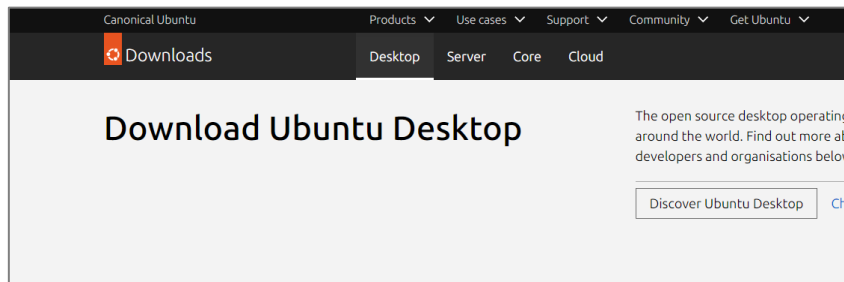 Canonical Ubuntu Products Use cases Support Community Get Ubuntu
Downloads Desktop Server Core Cloud
Download Ubuntu Desktop
The open source desktop operating
around the world. Find out more
developers and organisations
Discover Ubuntu Desktop